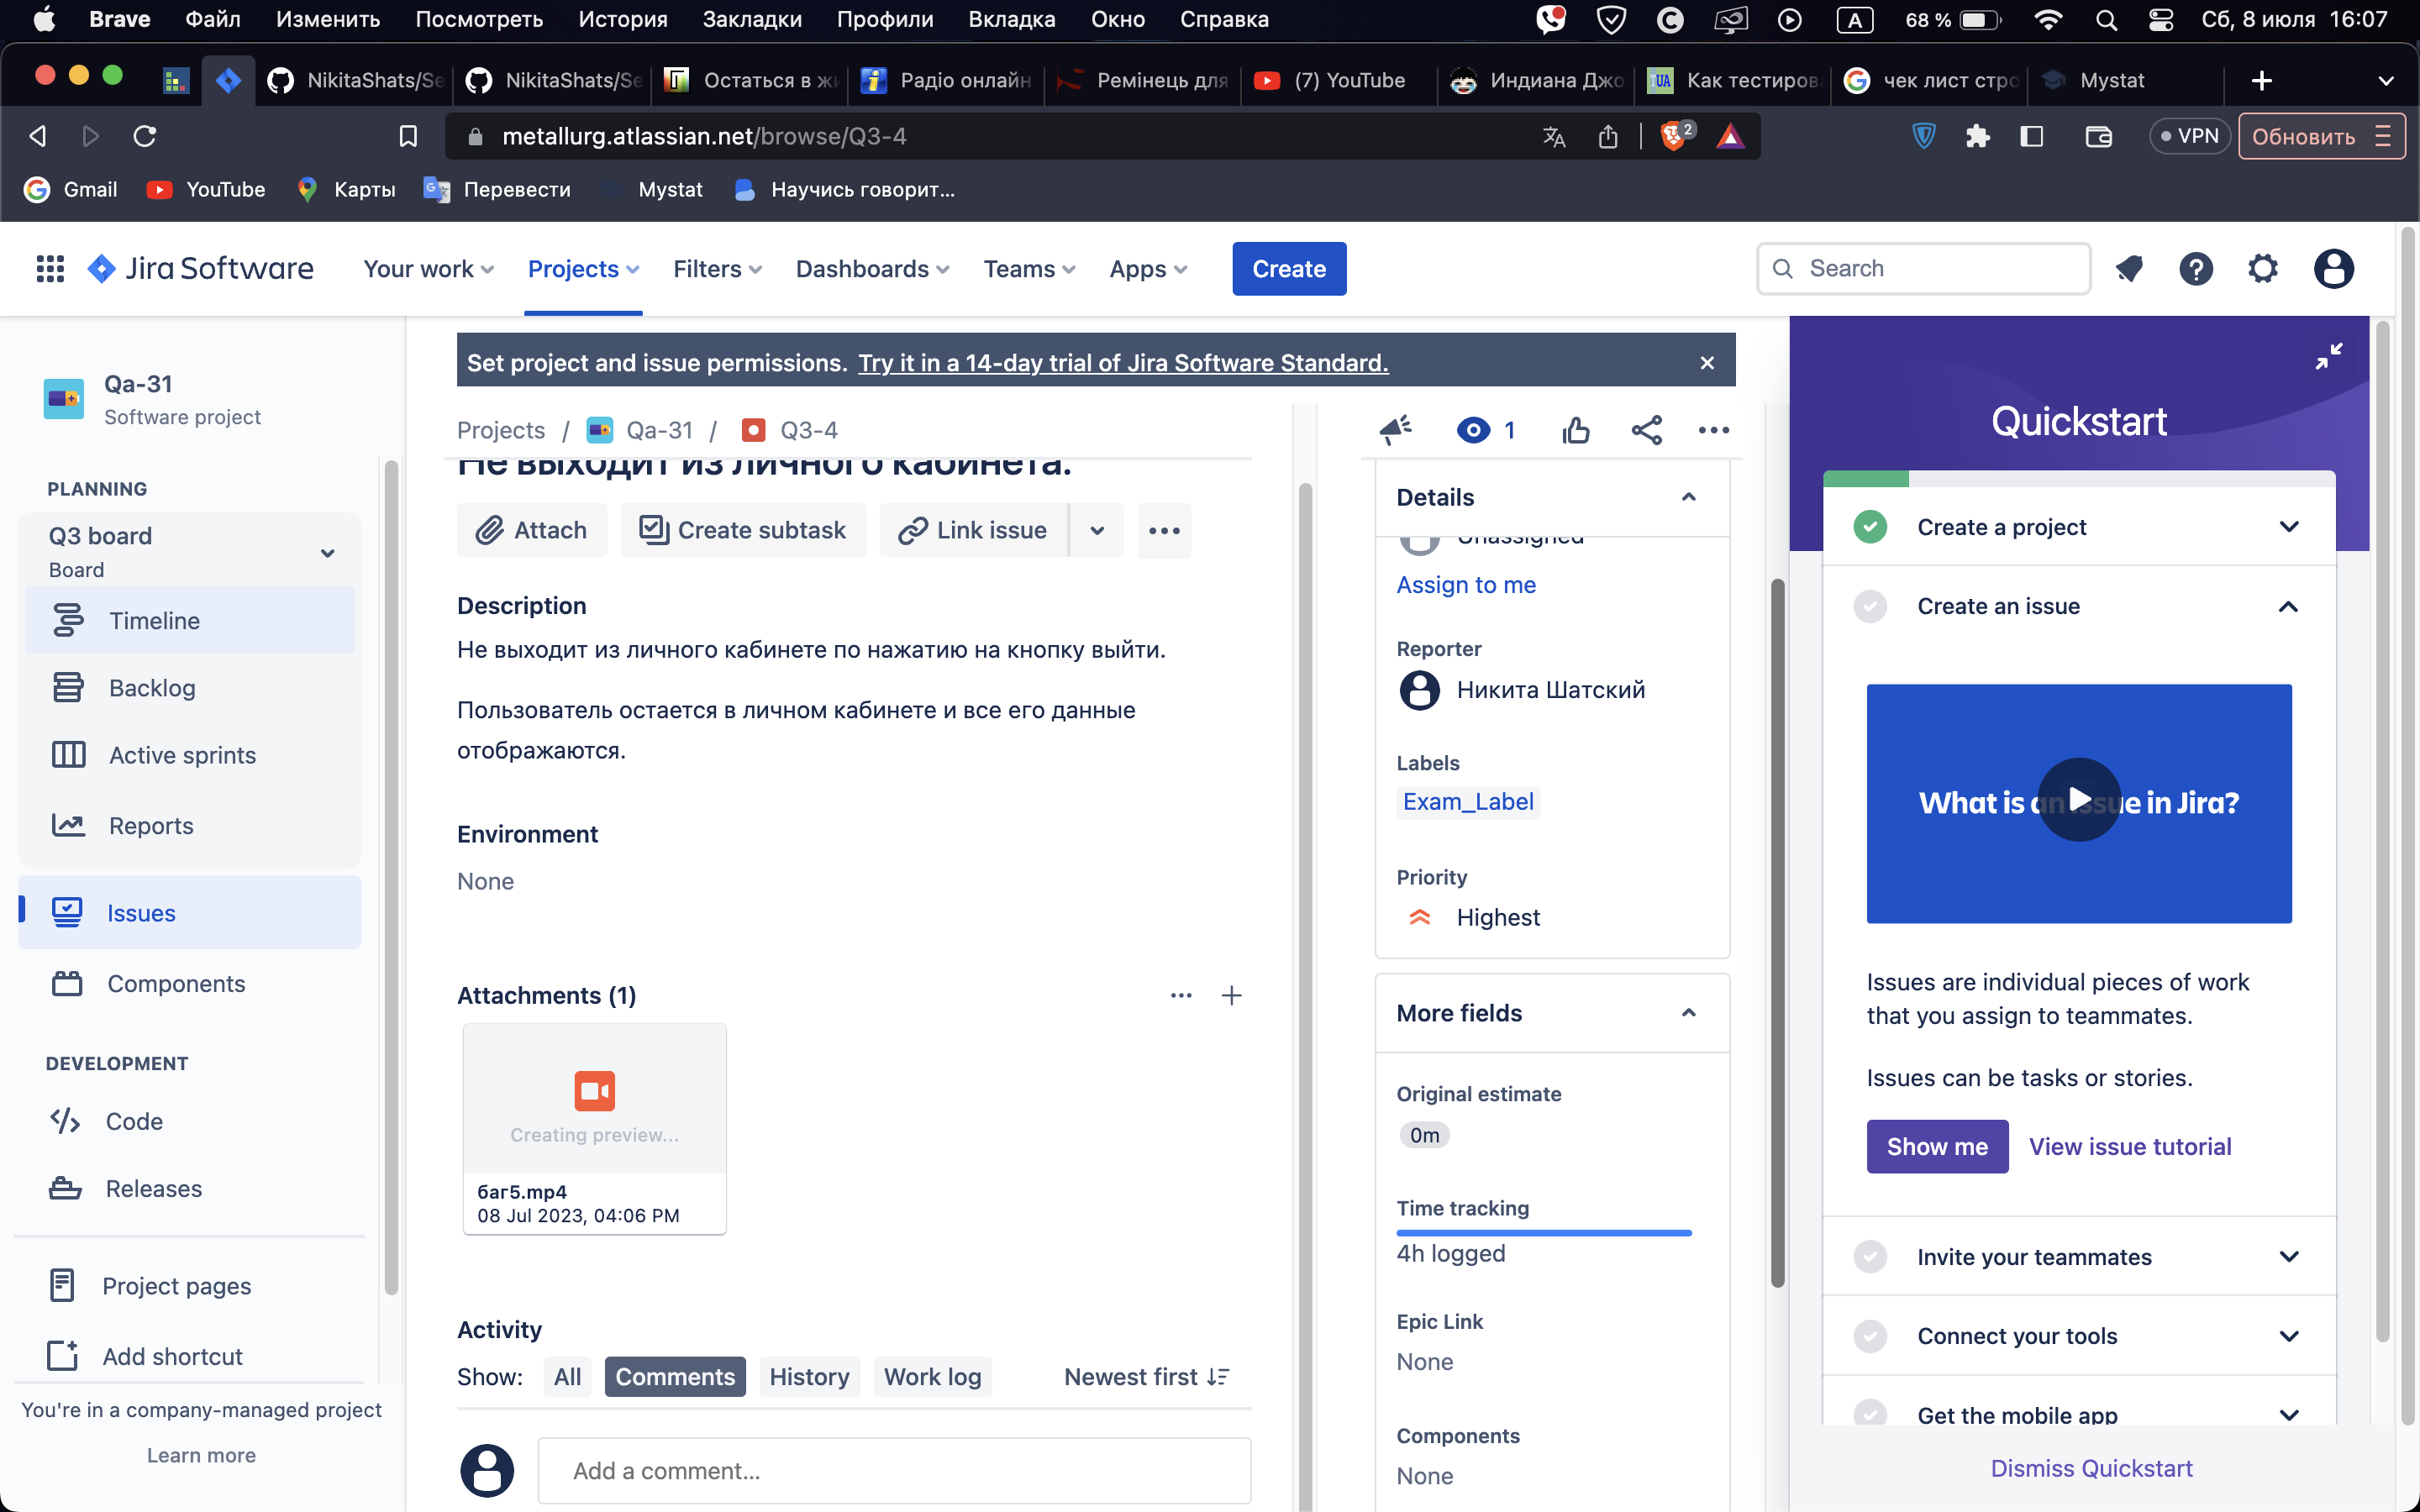 Brave Файл Изменить Посмотреть История Закладки Профили Вкладка Окно Справка
A 68 % Сб, 8 июля 16:07
NikitaShats/Se NikitaShats/Se Остаться в жи Радіо онлайн Ремінець для (7) YouTube Индиана Джо Как тестиров чек лист стро Mystat
metallurg.atlassian.net/browse/Q3-4
2
VPN
Обновить
Gmail YouTube Карты Перевести Mystat Научись говорит...
Jira Software Your work Projects Filters Dashboards Teams Apps Create Search
Qa-31
Software project
PLANNING
Q3 board
Board
Timeline
Backlog
Active sprints
Reports
Issues
Components
DEVELOPMENT
Code
Releases
Project pages
Add shortcut
You're in a company-managed project
Learn more
Set project and issue permissions. Try it in a 14-day trial of Jira Software Standard.
Projects / Qa-31 / Q3-4
1
Не выходит из личного кабинета.
Attach
Create subtask
Link issue
Description
Не выходит из личного кабинете по нажатию на кнопку выйти.
Пользователь остается в личном кабинете и все его данные
отображаются.
Environment
None
Attachments (1)
Creating preview...
баг5.mp4
08 Jul 2023, 04:06 PM
Activity
Show: All Comments History Work log Newest first
Add a comment...
Details
Unassigned
Assign to me
Reporter
Никита Шатский
Labels
Exam_Label
Priority
Highest
More fields
Original estimate
0m
Time tracking
4h logged
Epic Link
None
Components
None
Quickstart
Create a project
Create an issue
What is an issue in Jira?
Issues are individual pieces of work
that you assign to teammates.
Issues can be tasks or stories.
Show me
View issue tutorial
Invite your teammates
Connect your tools
Get the mobile app
Dismiss Quickstart